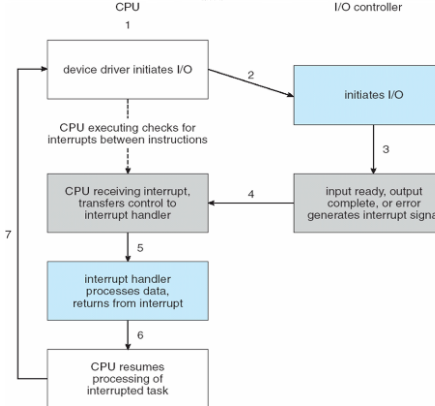 CPU
I/O controller
1
device driver initiates I/O
2
initiates I/O
CPU executing checks for
interrupts between instructions
3
CPU receiving interrupt,
transfers control to
interrupt handler
4
input ready, output
complete, or error
generates interrupt signa
7
5
interrupt handler
processes data,
returns from interrupt
6
CPU resumes
processing of
interrupted task